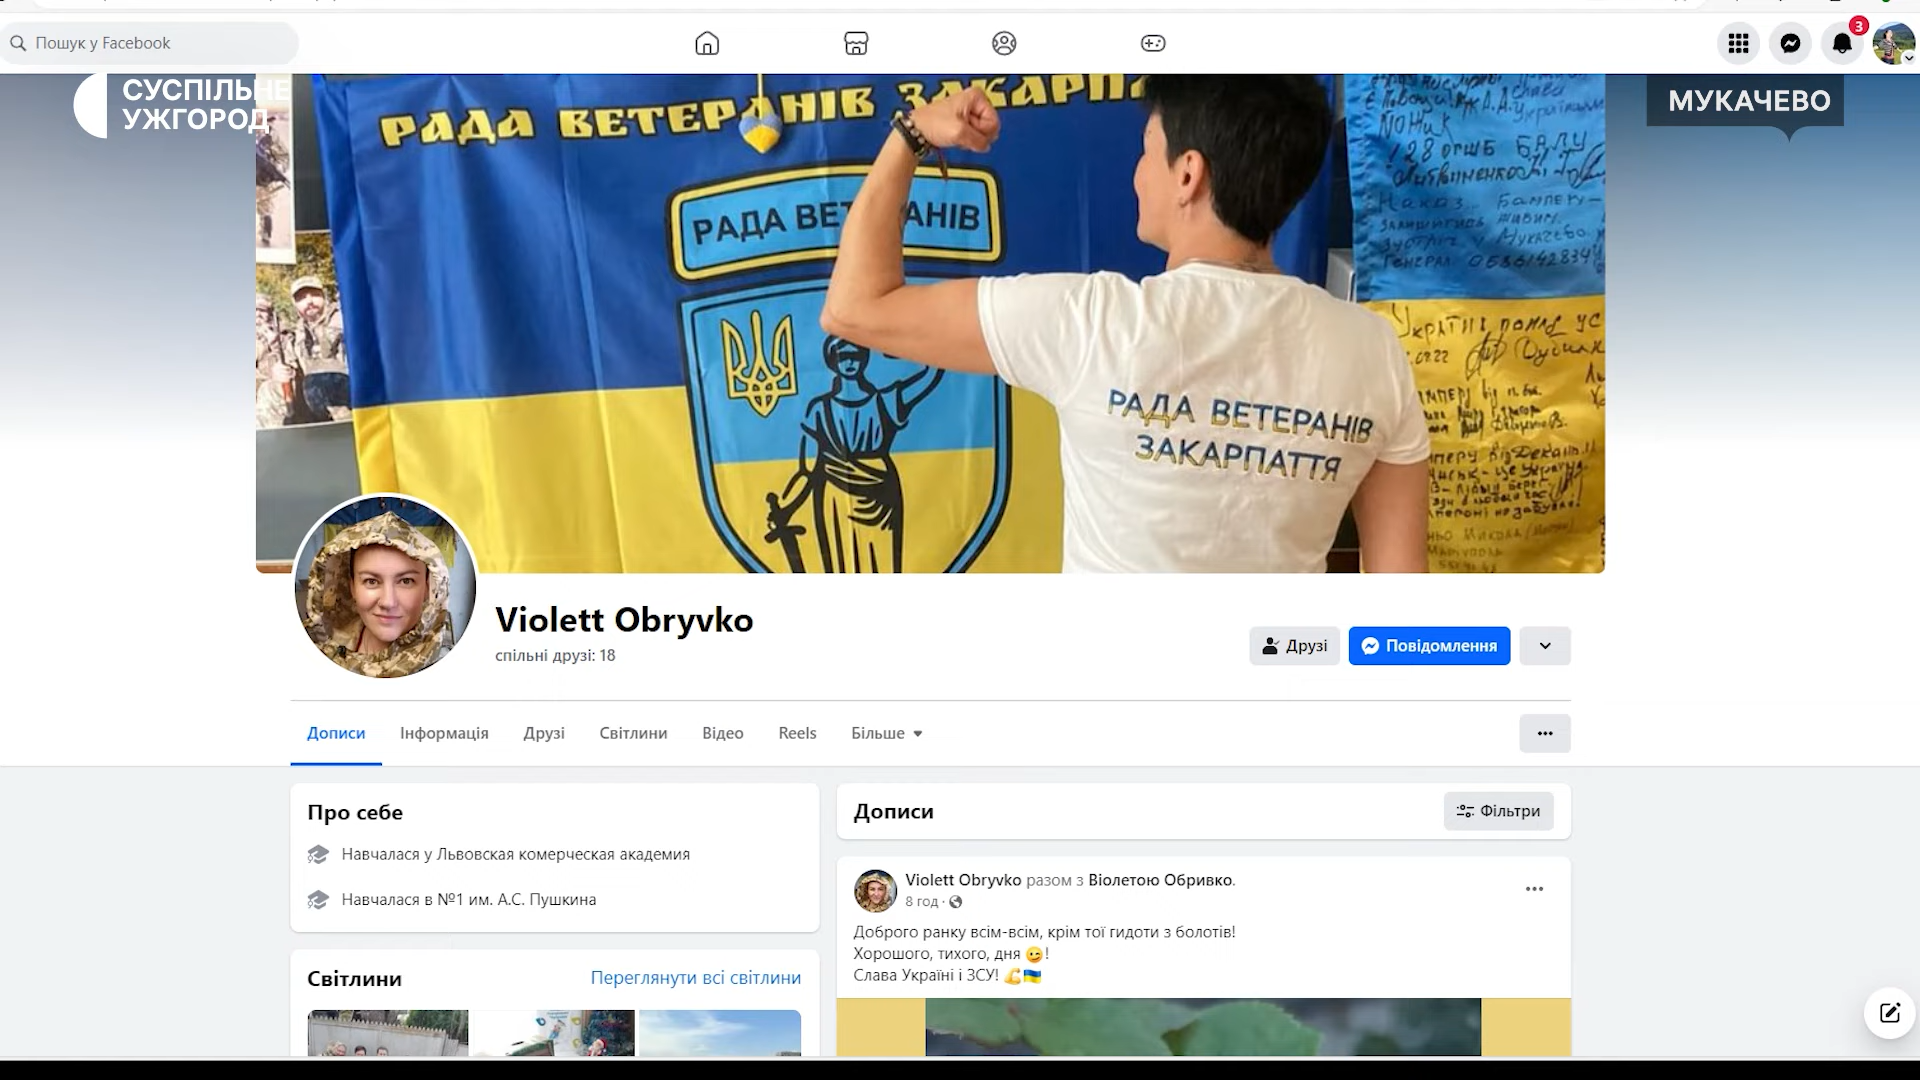 Пошук у Facebook
3
СУСПІЛЬНЕ
УЖГОРОД
МУКАЧЕВО
РАДА ВЕТЕРАНІВ
РАДА ВЕТЕРАНІВ
ЗАКАРПАТТЯ
Violett Obryvko
спільні друзі: 18
Друзі
Повідомлення
Дописи
Інформація
Друзі
Світлини
Відео
Reels
Більше
Про себе
Навчалася у Львовская комерческая академия
Навчалася в №1 им. А.С. Пушкина
Світлини
Переглянути всі світлини
Дописи
Фільтри
Violett Obryvko разом з Віолетою Обривко.
8 год ·
Доброго ранку всім-всім, крім тої гидоти з болотів!
Хорошого, тихого, дня 😉!
Слава Україні і ЗСУ! 💪🇺🇦